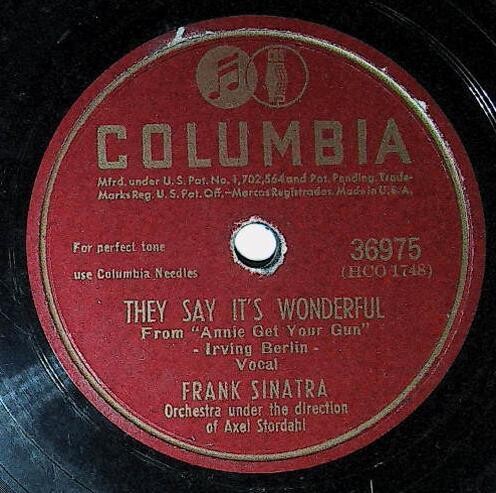 COLUMBIA
Mfrd. under U.S. Pat. No. 1,702,564 and Pat. Pending. Trade-
Marks Reg. U.S. Pat. Off.—Marcas Registradas. Made in U.S.A.
For perfect tone
use Columbia Needles
36975
(HCO 1748)
THEY SAY IT'S WONDERFUL
From "Annie Get Your Gun"
- Irving Berlin -
Vocal
FRANK SINATRA
Orchestra under the direction
of Axel Stordahl